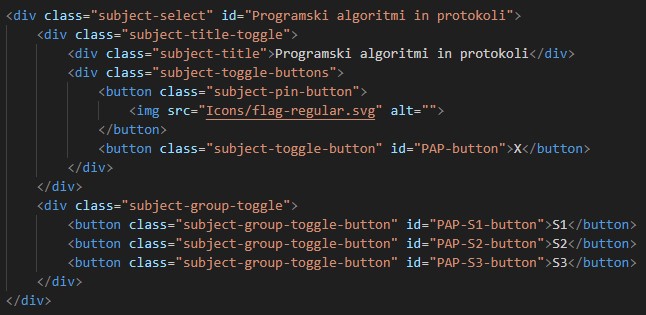 <div class="subject-select" id="Programski algoritmi in protokoli">
<div class="subject-title-toggle">
<div class="subject-title">Programski algoritmi in protokoli</div>
<div class="subject-toggle-buttons">
<button class="subject-pin-button">
<img src="Icons/flag-regular.svg" alt="">
</button>
<button class="subject-toggle-button" id="PAP-button">X</button>
</div>
</div>
<div class="subject-group-toggle">
<button class="subject-group-toggle-button" id="PAP-S1-button">S1</button>
<button class="subject-group-toggle-button" id="PAP-S2-button">S2</button>
<button class="subject-group-toggle-button" id="PAP-S3-button">S3</button>
</div>
</div>